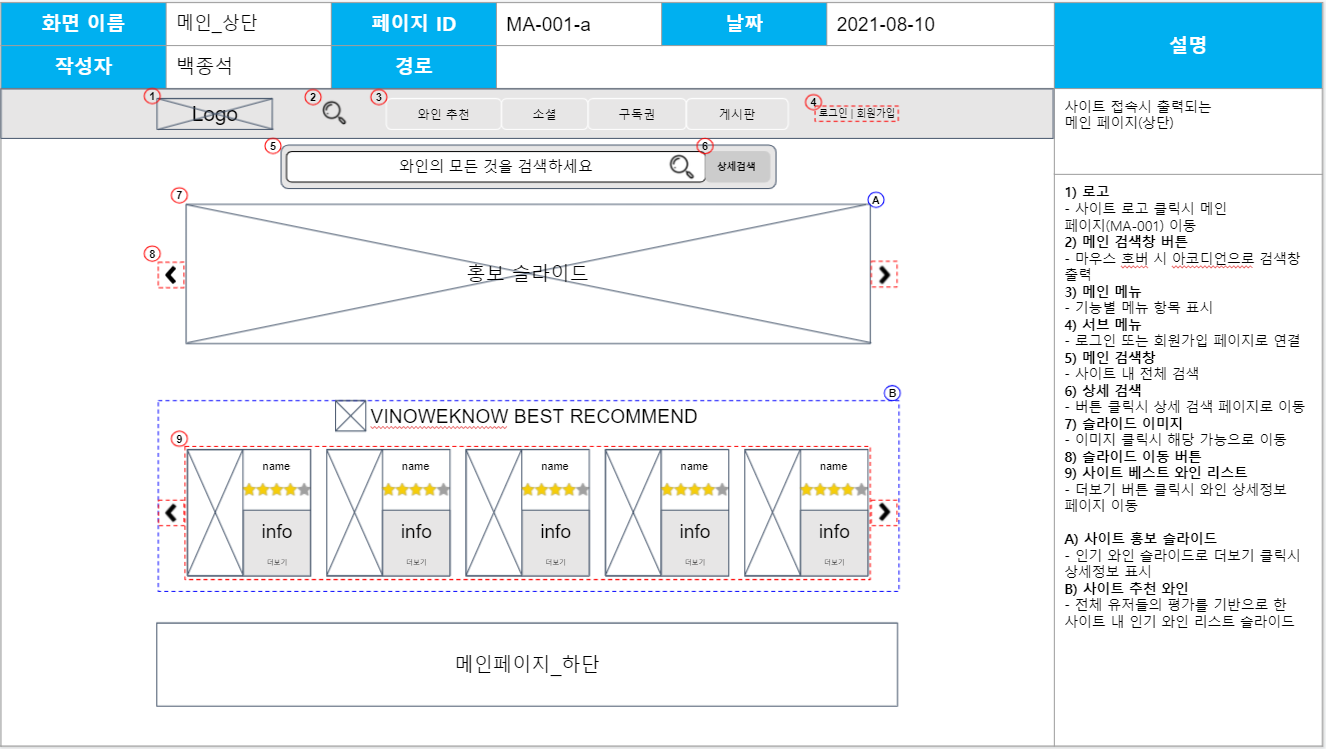 화면 이름 메인_상단 페이지 ID MA-001-a 날짜 2021-08-10 설명
작성자 백종석 경로
1 Logo 2 3 와인 추천 소셜 구독권 게시판 4 로그인 | 회원가입
5 와인의 모든 것을 검색하세요 6 상세검색
7 A
8 홍보 슬라이드
B
VINOWEKNOW BEST RECOMMEND
9
name name name name name
info info info info info
더보기 더보기 더보기 더보기 더보기
메인페이지_하단
사이트 접속시 출력되는
메인 페이지(상단)
1) 로고
- 사이트 로고 클릭시 메인
페이지(MA-001) 이동
2) 메인 검색창 버튼
- 마우스 호버 시 아코디언으로 검색창
출력
3) 메인 메뉴
- 기능별 메뉴 항목 표시
4) 서브 메뉴
- 로그인 또는 회원가입 페이지로 연결
5) 메인 검색창
- 사이트 내 전체 검색
6) 상세 검색
- 버튼 클릭시 상세 검색 페이지로 이동
7) 슬라이드 이미지
- 이미지 클릭시 해당 가능으로 이동
8) 슬라이드 이동 버튼
9) 사이트 베스트 와인 리스트
- 더보기 버튼 클릭시 와인 상세정보
페이지 이동
A) 사이트 홍보 슬라이드
- 인기 와인 슬라이드로 더보기 클릭시
상세정보 표시
B) 사이트 추천 와인
- 전체 유저들의 평가를 기반으로 한
사이트 내 인기 와인 리스트 슬라이드